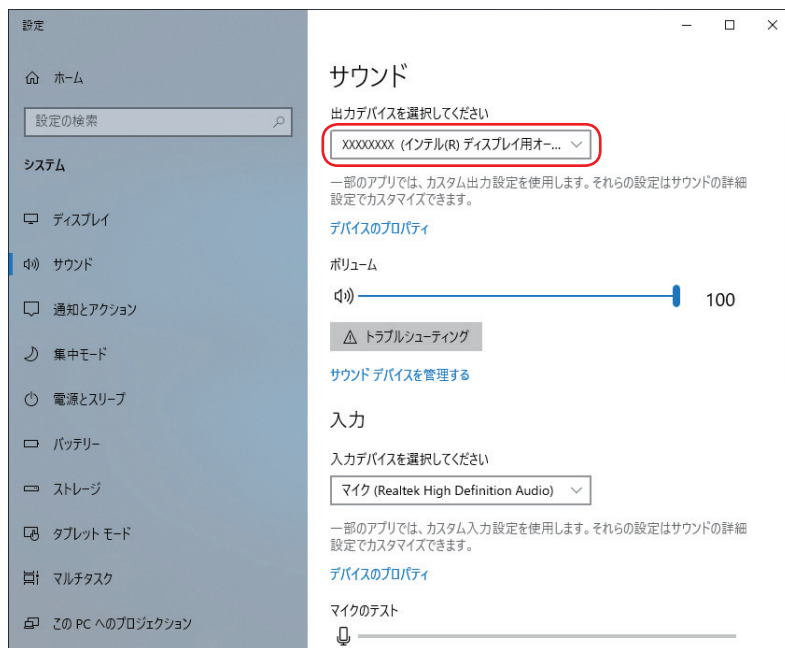 設定
ホーム
設定の検索
システム
ディスプレイ
サウンド
通知とアクション
集中モード
電源とスリープ
バッテリー
ストレージ
タブレット モード
マルチタスク
この PC へのプロジェクション
サウンド
出力デバイスを選択してください
XXXXXXXX (インテル(R) ディスプレイ用オー...
一部のアプリでは、カスタム出力設定を使用します。それらの設定はサウンドの詳細
設定でカスタマイズできます。
デバイスのプロパティ
ボリューム
100
トラブルシューティング
サウンド デバイスを管理する
入力
入力デバイスを選択してください
マイク (Realtek High Definition Audio)
一部のアプリでは、カスタム入力設定を使用します。それらの設定はサウンドの詳細
設定でカスタマイズできます。
デバイスのプロパティ
マイクのテスト